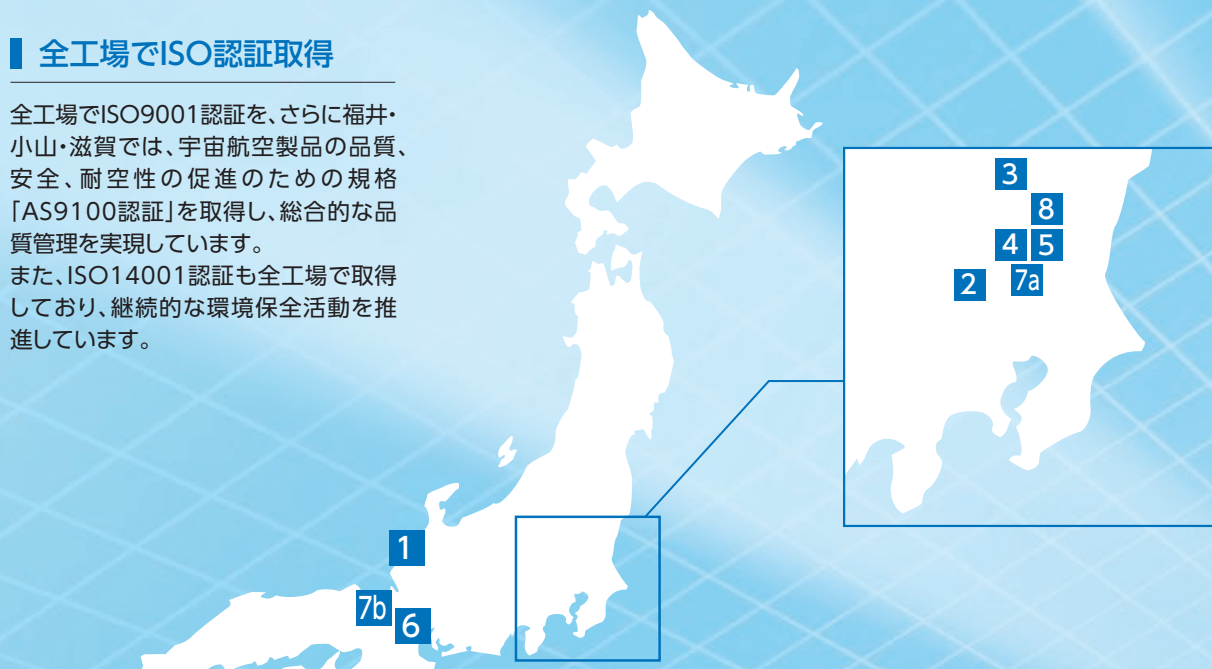 全工場でISO認証取得
全工場でISO9001認証を、さらに福井・
小山・滋賀では、宇宙航空製品の品質、
安全、耐空性の促進のための規格
「AS9100認証」を取得し、総合的な品
質管理を実現しています。
また、ISO14001認証も全工場で取得
しており、継続的な環境保全活動を推
進しています。
3
8
4 5
2 7a
1
7b
6